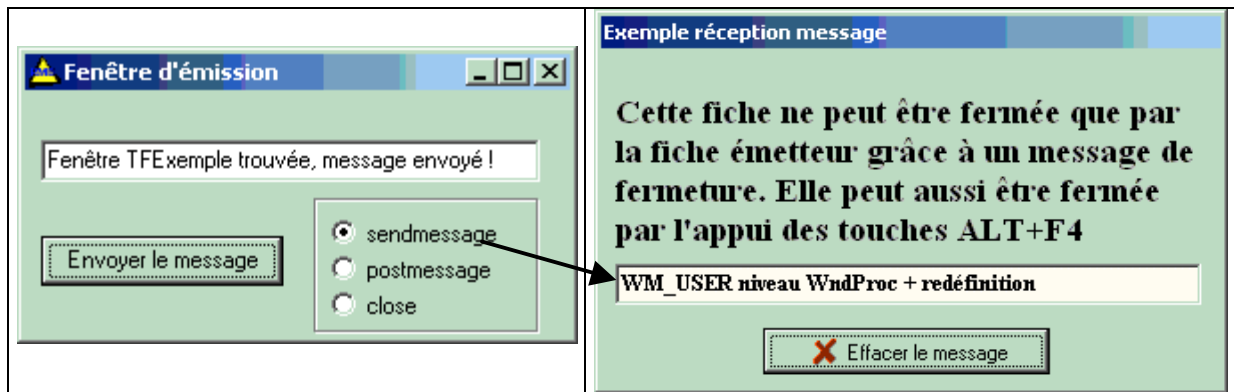 Fenêtre d'émission
Fenêtre TFExemple trouvée, message envoyé !
Envoyer le message
sendmessage
postmessage
close
Exemple réception message
Cette fiche ne peut être fermée que par
la fiche émetteur grâce à un message de
fermeture. Elle peut aussi être fermée
par l'appui des touches ALT+F4
WM_USER niveau WndProc + redéfinition
Effacer le message